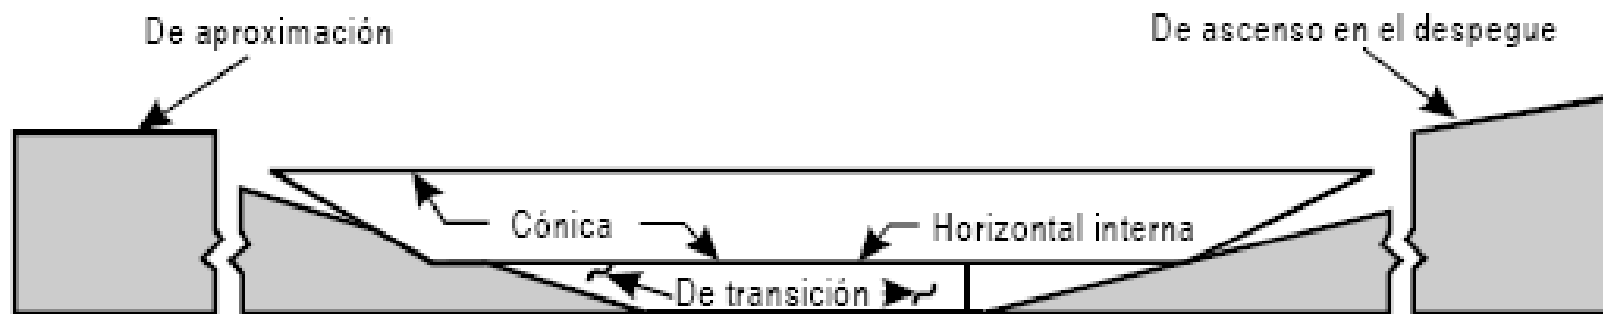 De aproximación
De ascenso en el despegue
Cónica
Horizontal interna
De transición